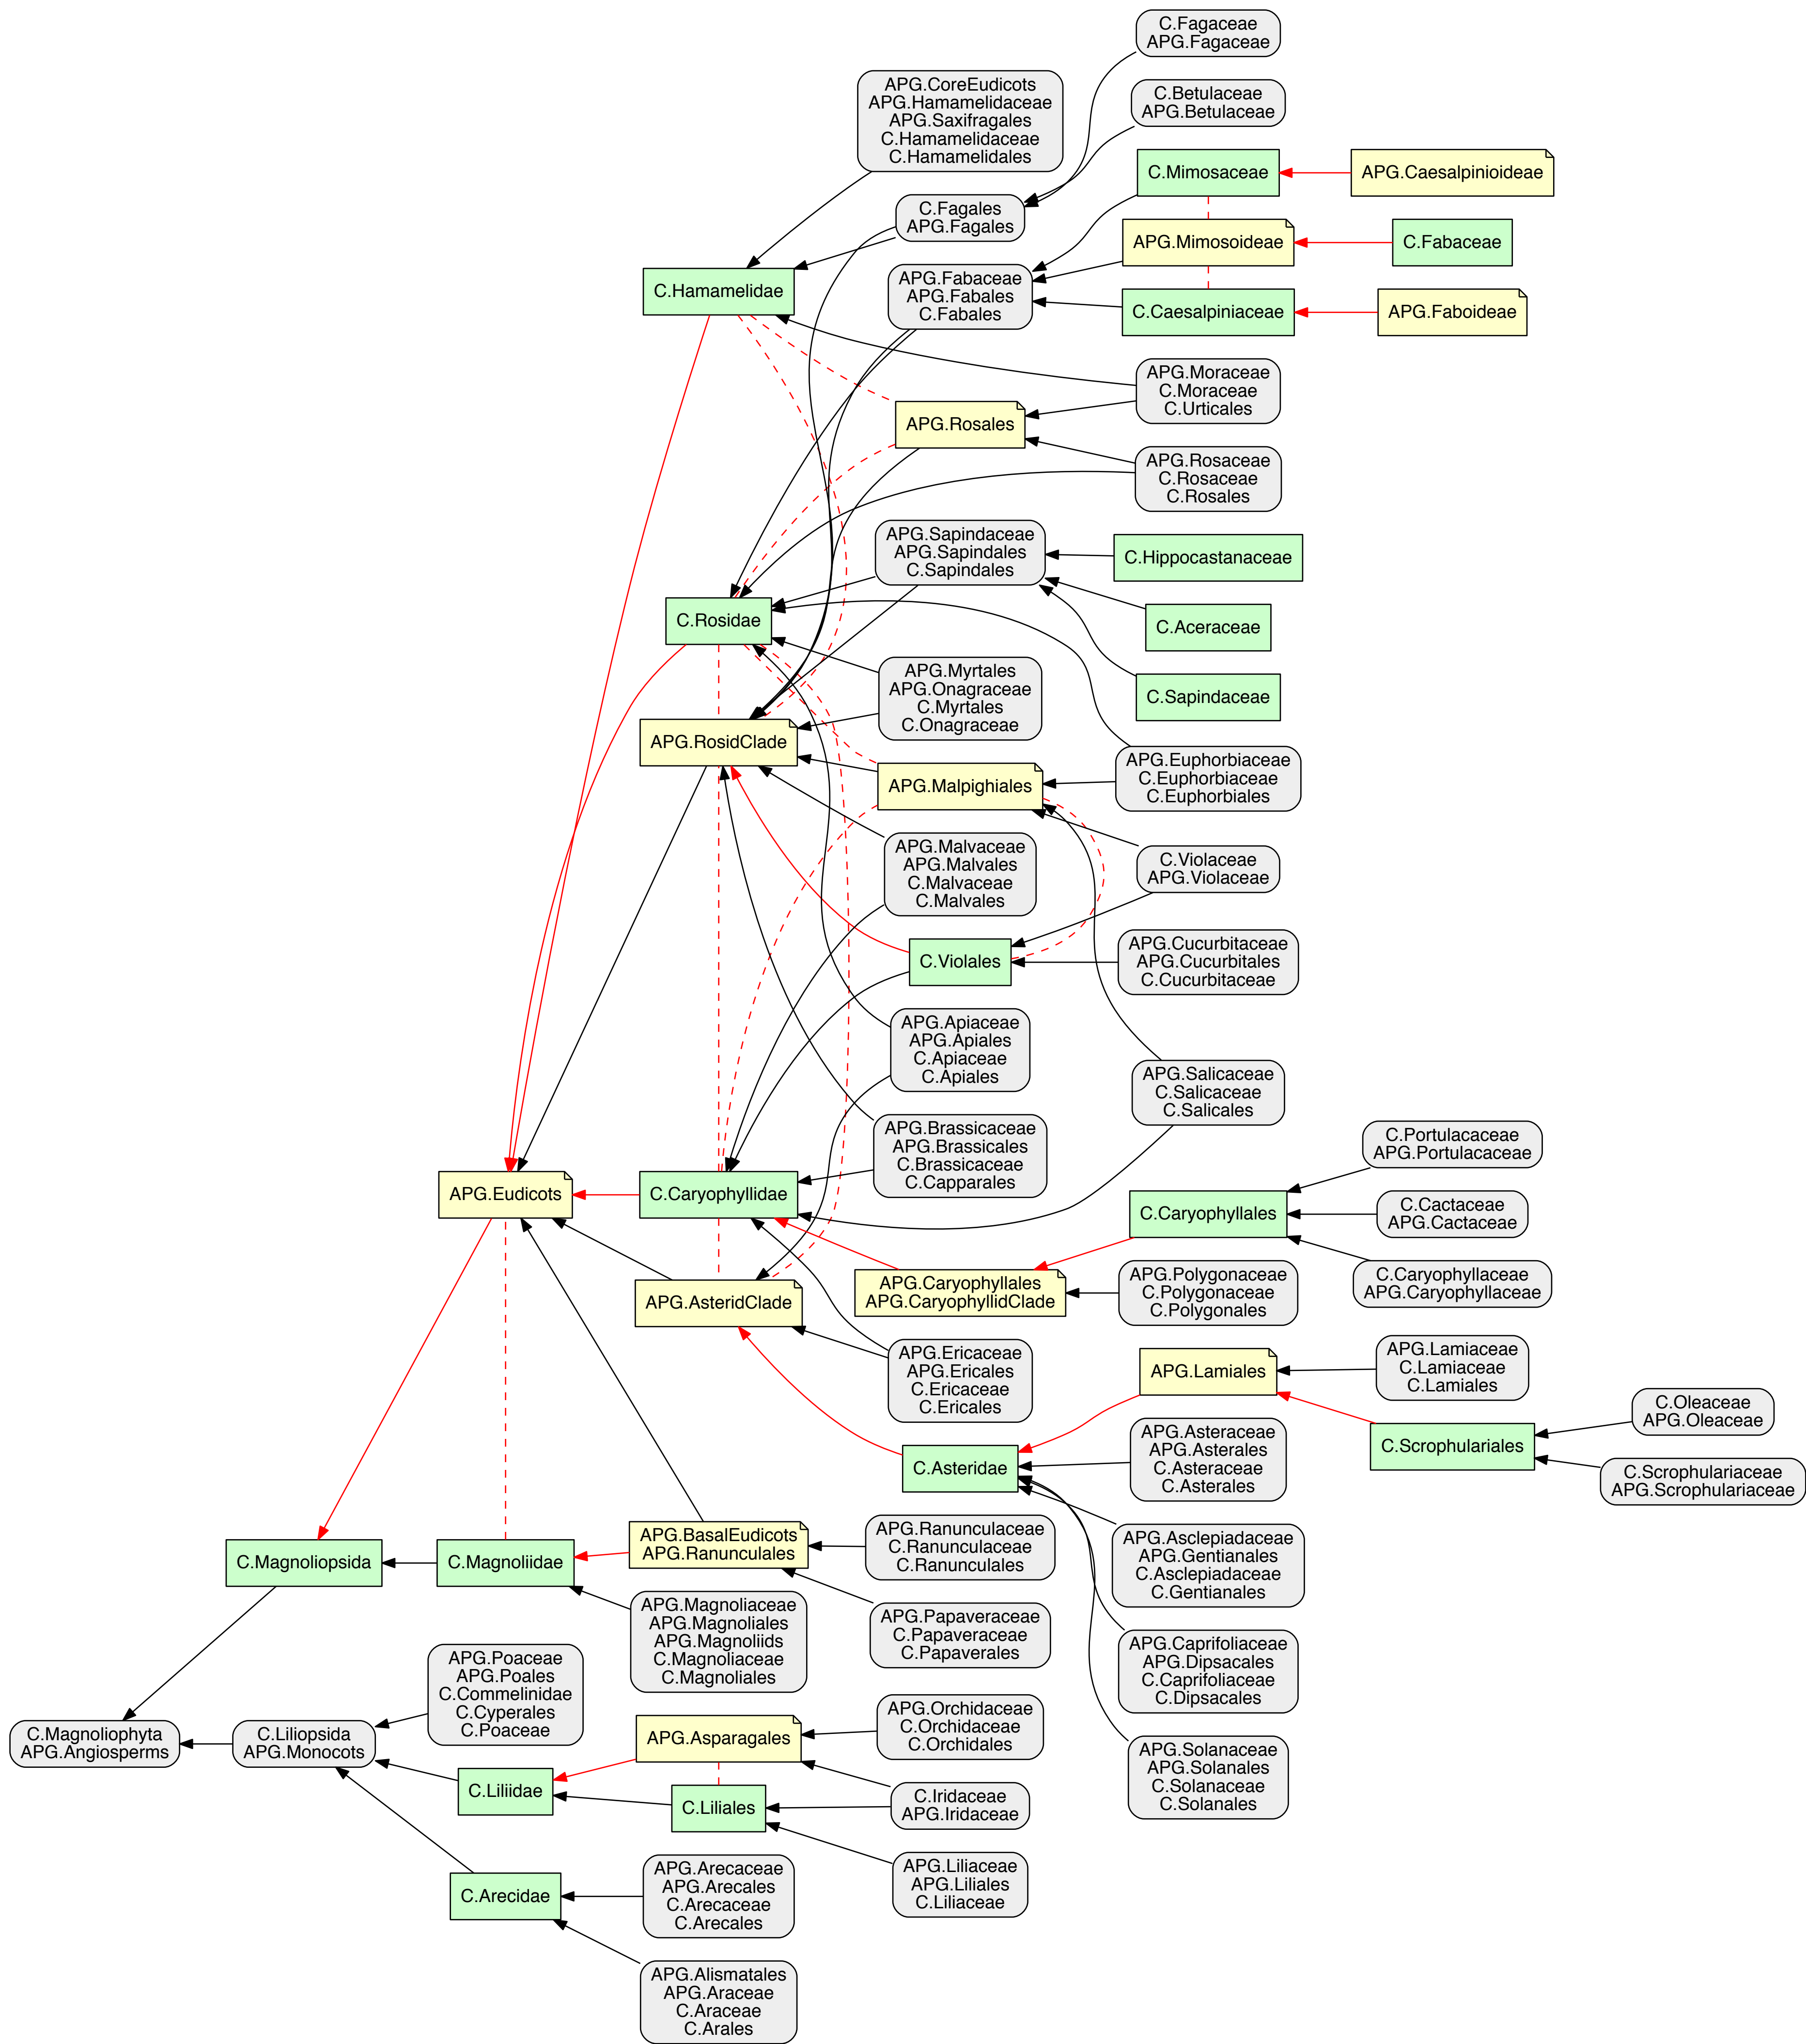 C.Fagaceae
APG.Fagaceae
APG.CoreEudicots
APG.Hamamelidaceae
APG.Saxifragales
C.Hamamelidaceae
C.Hamamelidales
C.Betulaceae
APG.Betulaceae
C.Mimosaceae
APG.Caesalpinioideae
C.Fagales
APG.Fagales
APG.Mimosoideae
C.Fabaceae
C.Hamamelidae
APG.Fabaceae
APG.Fabales
C.Fabales
C.Caesalpiniaceae
APG.Faboideae
APG.Moraceae
C.Moraceae
C.Urticales
APG.Rosales
APG.Rosaceae
C.Rosaceae
C.Rosales
APG.Sapindaceae
APG.Sapindales
C.Sapindales
C.Hippocastanaceae
C.Rosidae
C.Aceraceae
APG.Myrtales
APG.Onagraceae
C.Myrtales
C.Onagraceae
C.Sapindaceae
APG.RosidClade
APG.Malpighiales
APG.Euphorbiaceae
C.Euphorbiaceae
C.Euphorbiales
APG.Malvaceae
APG.Malvales
C.Malvaceae
C.Malvales
C.Violaceae
APG.Violaceae
C.Violales
APG.Cucurbitaceae
APG.Cucurbitales
C.Cucurbitaceae
APG.Apiaceae
APG.Apiales
C.Apiaceae
C.Apiales
APG.Salicaceae
C.Salicaceae
C.Salicales
APG.Brassicaceae
APG.Brassicales
C.Brassicaceae
C.Capparales
C.Portulacaceae
APG.Portulacaceae
APG.Eudicots
C.Caryophyllidae
C.Caryophyllales
C.Cactaceae
APG.Cactaceae
APG.AsteridClade
APG.Caryophyllales
APG.CaryophyllidClade
APG.Polygonaceae
C.Polygonaceae
C.Polygonales
C.Caryophyllaceae
APG.Caryophyllaceae
APG.Ericaceae
APG.Ericales
C.Ericaceae
C.Ericales
APG.Lamiales
APG.Lamiaceae
C.Lamiaceae
C.Lamiales
C.Oleaceae
APG.Oleaceae
C.Asteridae
APG.Asteraceae
APG.Asterales
C.Asteraceae
C.Asterales
C.Scrophulariales
C.Scrophulariaceae
APG.Scrophulariaceae
C.Magnoliopsida
C.Magnoliidae
APG.BasalEudicots
APG.Ranunculales
APG.Ranunculaceae
C.Ranunculaceae
C.Ranunculales
APG.Asclepiadaceae
APG.Gentianales
C.Asclepiadaceae
C.Gentianales
APG.Magnoliaceae
APG.Magnoliales
APG.Magnoliids
C.Magnoliaceae
C.Magnoliales
APG.Papaveraceae
C.Papaveraceae
C.Papaverales
APG.Caprifoliaceae
APG.Dipsacales
C.Caprifoliaceae
C.Dipsacales
APG.Poaceae
APG.Poales
C.Commelinidae
C.Cyperales
C.Poaceae
C.Magnoliophyta
APG.Angiosperms
C.Liliopsida
APG.Monocots
APG.Asparagales
APG.Orchidaceae
C.Orchidaceae
C.Orchidales
C.Liliidae
C.Liliales
C.Iridaceae
APG.Iridaceae
APG.Solanaceae
APG.Solanales
C.Solanaceae
C.Solanales
C.Arecidae
APG.Arecaceae
APG.Arecales
C.Arecaceae
C.Arecales
APG.Liliaceae
APG.Liliales
C.Liliaceae
APG.Alismatales
APG.Araceae
C.Araceae
C.Arales